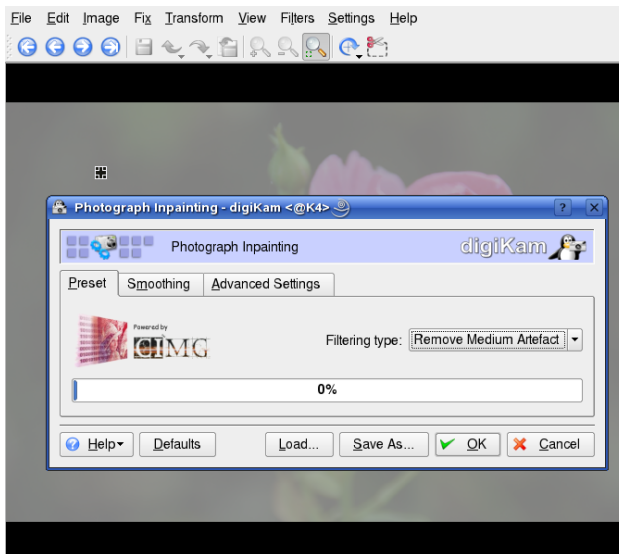 File Edit Image Fix Transform View Filters Settings Help
Photograph Inpainting - digiKam <@K4>
Photograph Inpainting digiKam
Preset Smoothing Advanced Settings
Powered by
CIMG
Filtering type: Remove Medium Artefact
0%
Help Defaults Load... Save As... OK Cancel